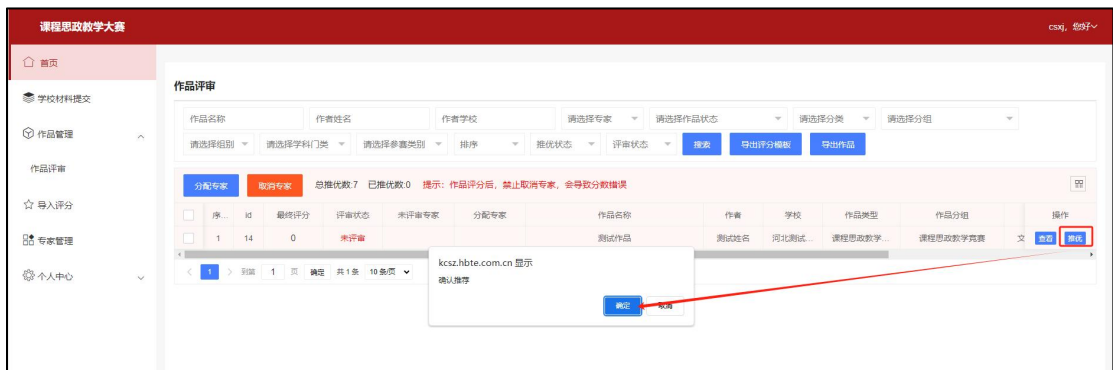 课程思政教学大赛
csxj, 您好
首页
学校材料提交
作品管理
作品评审
导入评分
专家管理
个人中心
作品评审
作品名称 作者姓名 作者学校 请选择专家 请选择作品状态 请选择分类 请选择分组
请选择组别 请选择学科门类 请选择参赛类别 排序 推优状态 评审状态 搜索 导出评分模板 导出作品
分配专家 取消专家 总推优数:7 已推优数:0 提示：作品评分后，禁止取消专家，会导致分数错误
序... id 最终评分 评审状态 未评审专家 分配专家 作品名称 作者 学校 作品类型 作品分组 操作
1 14 0 未评审 测试作品 测试姓名 河北测试... 课程思政教学... 课程思政教学竞赛 文 查看 推优
1 到第 1 页 确定 共 1 条 10 条/页
kcsz.hbte.com.cn 显示
确认推荐
确定 取消